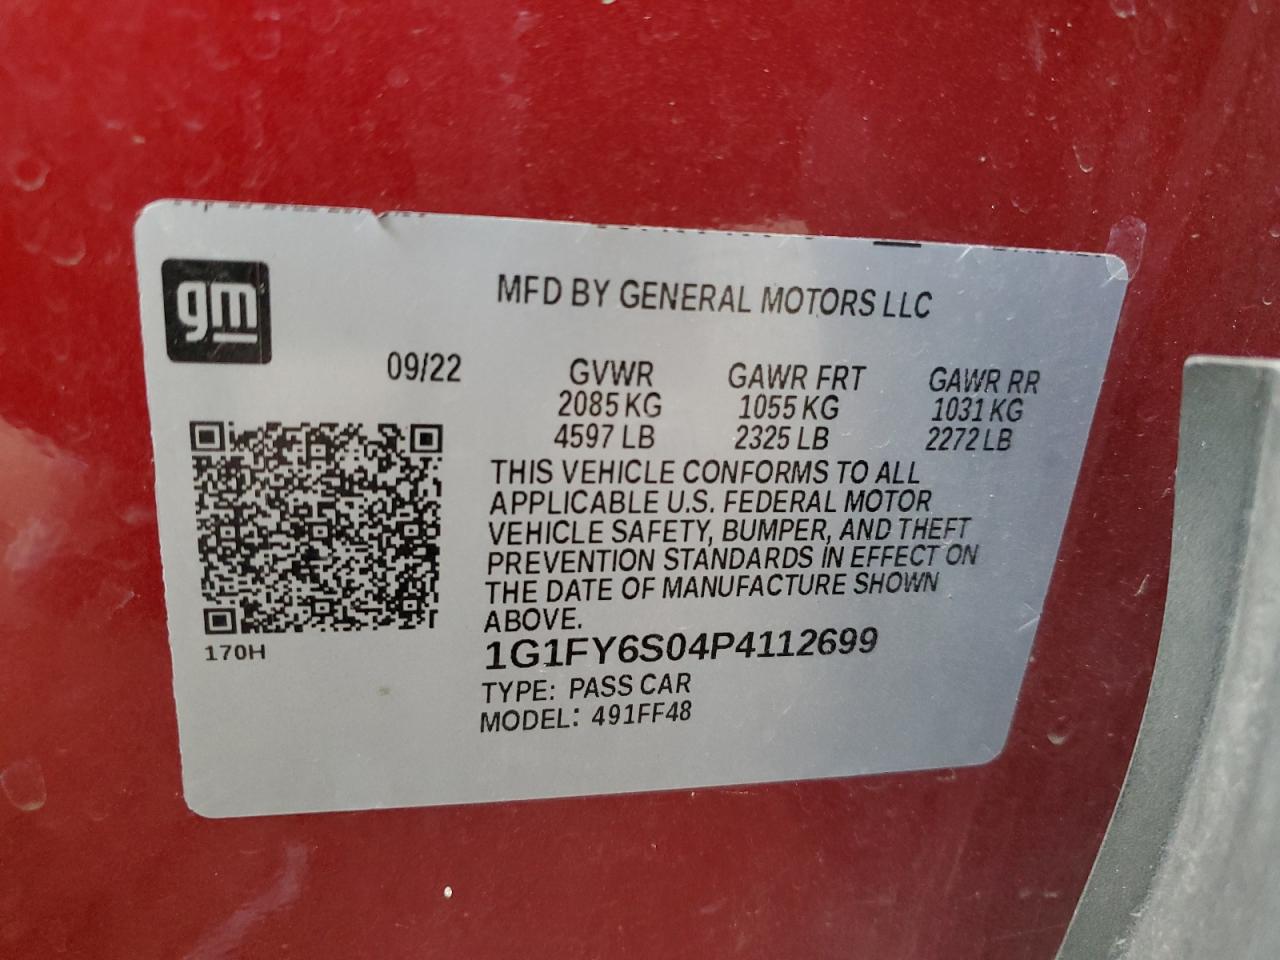 gm
MFD BY GENERAL MOTORS LLC
09/22
GVWR GAWR FRT GAWR RR
2085 KG 1055 KG 1031 KG
4597 LB 2325 LB 2272 LB
THIS VEHICLE CONFORMS TO ALL
APPLICABLE U.S. FEDERAL MOTOR
VEHICLE SAFETY, BUMPER, AND THEFT
PREVENTION STANDARDS IN EFFECT ON
THE DATE OF MANUFACTURE SHOWN
ABOVE.
170H
1G1FY6S04P4112699
TYPE: PASS CAR
MODEL: 491FF48